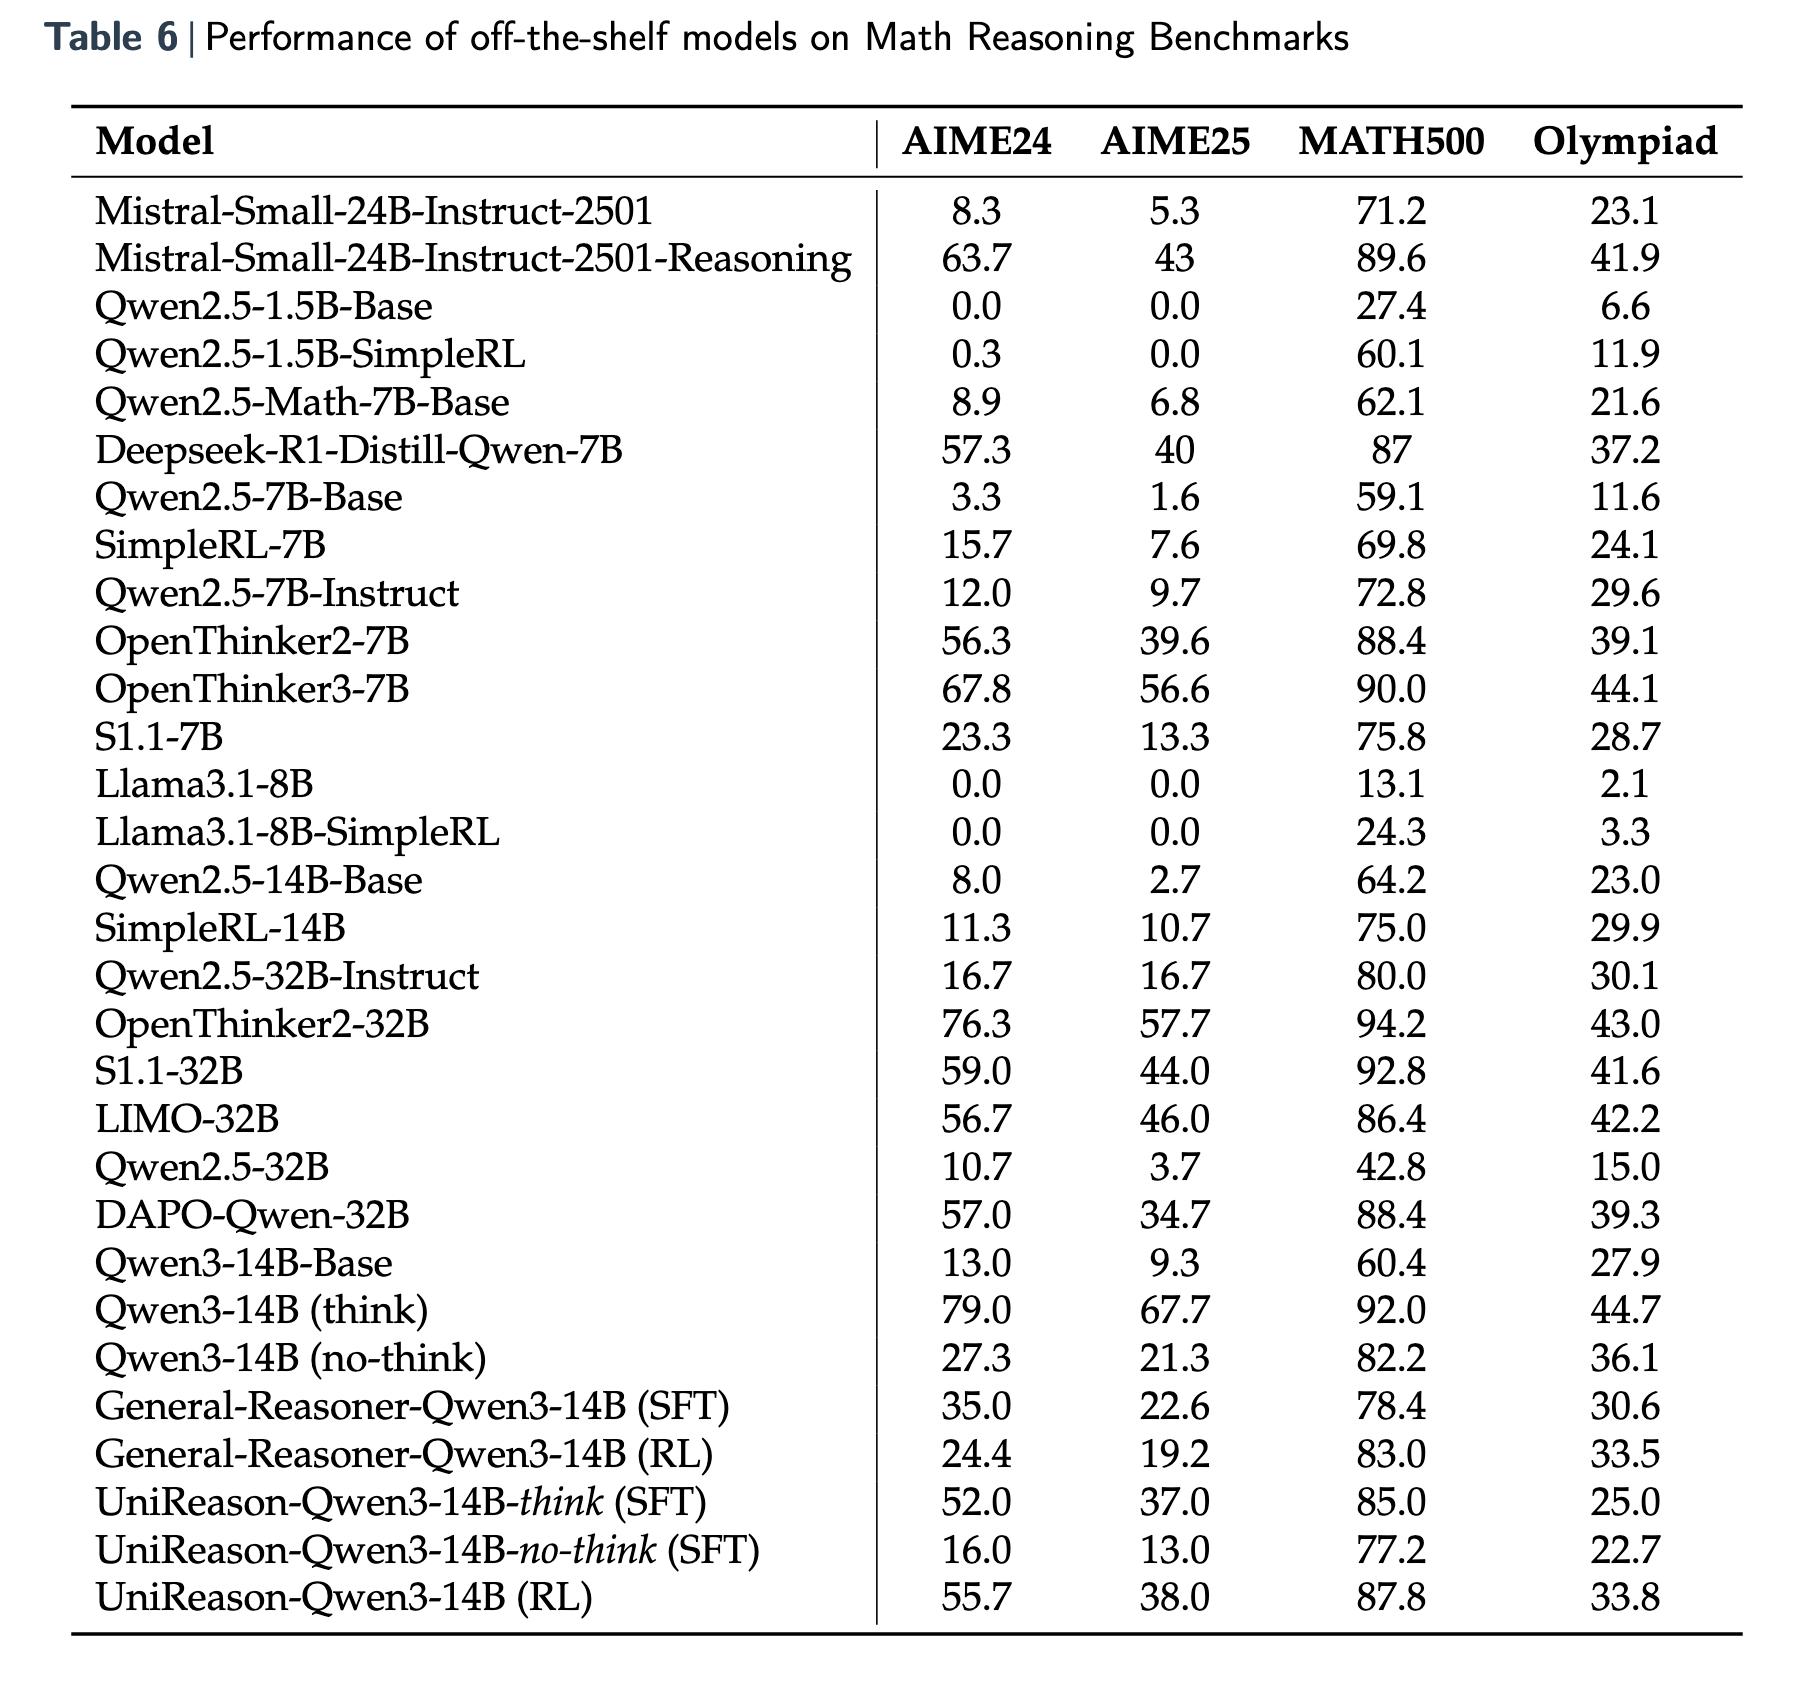 Table 6 | Performance of off-the-shelf models on Math Reasoning Benchmarks
Model AIME24 AIME25 MATH500 Olympiad
Mistral-Small-24B-Instruct-2501 8.3 5.3 71.2 23.1
Mistral-Small-24B-Instruct-2501-Reasoning 63.7 43 89.6 41.9
Qwen2.5-1.5B-Base 0.0 0.0 27.4 6.6
Qwen2.5-1.5B-SimpleRL 0.3 0.0 60.1 11.9
Qwen2.5-Math-7B-Base 8.9 6.8 62.1 21.6
Deepseek-R1-Distill-Qwen-7B 57.3 40 87 37.2
Qwen2.5-7B-Base 3.3 1.6 59.1 11.6
SimpleRL-7B 15.7 7.6 69.8 24.1
Qwen2.5-7B-Instruct 12.0 9.7 72.8 29.6
OpenThinker2-7B 56.3 39.6 88.4 39.1
OpenThinker3-7B 67.8 56.6 90.0 44.1
S1.1-7B 23.3 13.3 75.8 28.7
Llama3.1-8B 0.0 0.0 13.1 2.1
Llama3.1-8B-SimpleRL 0.0 0.0 24.3 3.3
Qwen2.5-14B-Base 8.0 2.7 64.2 23.0
SimpleRL-14B 11.3 10.7 75.0 29.9
Qwen2.5-32B-Instruct 16.7 16.7 80.0 30.1
OpenThinker2-32B 76.3 57.7 94.2 43.0
S1.1-32B 59.0 44.0 92.8 41.6
LIMO-32B 56.7 46.0 86.4 42.2
Qwen2.5-32B 10.7 3.7 42.8 15.0
DAPO-Qwen-32B 57.0 34.7 88.4 39.3
Qwen3-14B-Base 13.0 9.3 60.4 27.9
Qwen3-14B (think) 79.0 67.7 92.0 44.7
Qwen3-14B (no-think) 27.3 21.3 82.2 36.1
General-Reasoner-Qwen3-14B (SFT) 35.0 22.6 78.4 30.6
General-Reasoner-Qwen3-14B (RL) 24.4 19.2 83.0 33.5
UniReason-Qwen3-14B-think (SFT) 52.0 37.0 85.0 25.0
UniReason-Qwen3-14B-no-think (SFT) 16.0 13.0 77.2 22.7
UniReason-Qwen3-14B (RL) 55.7 38.0 87.8 33.8